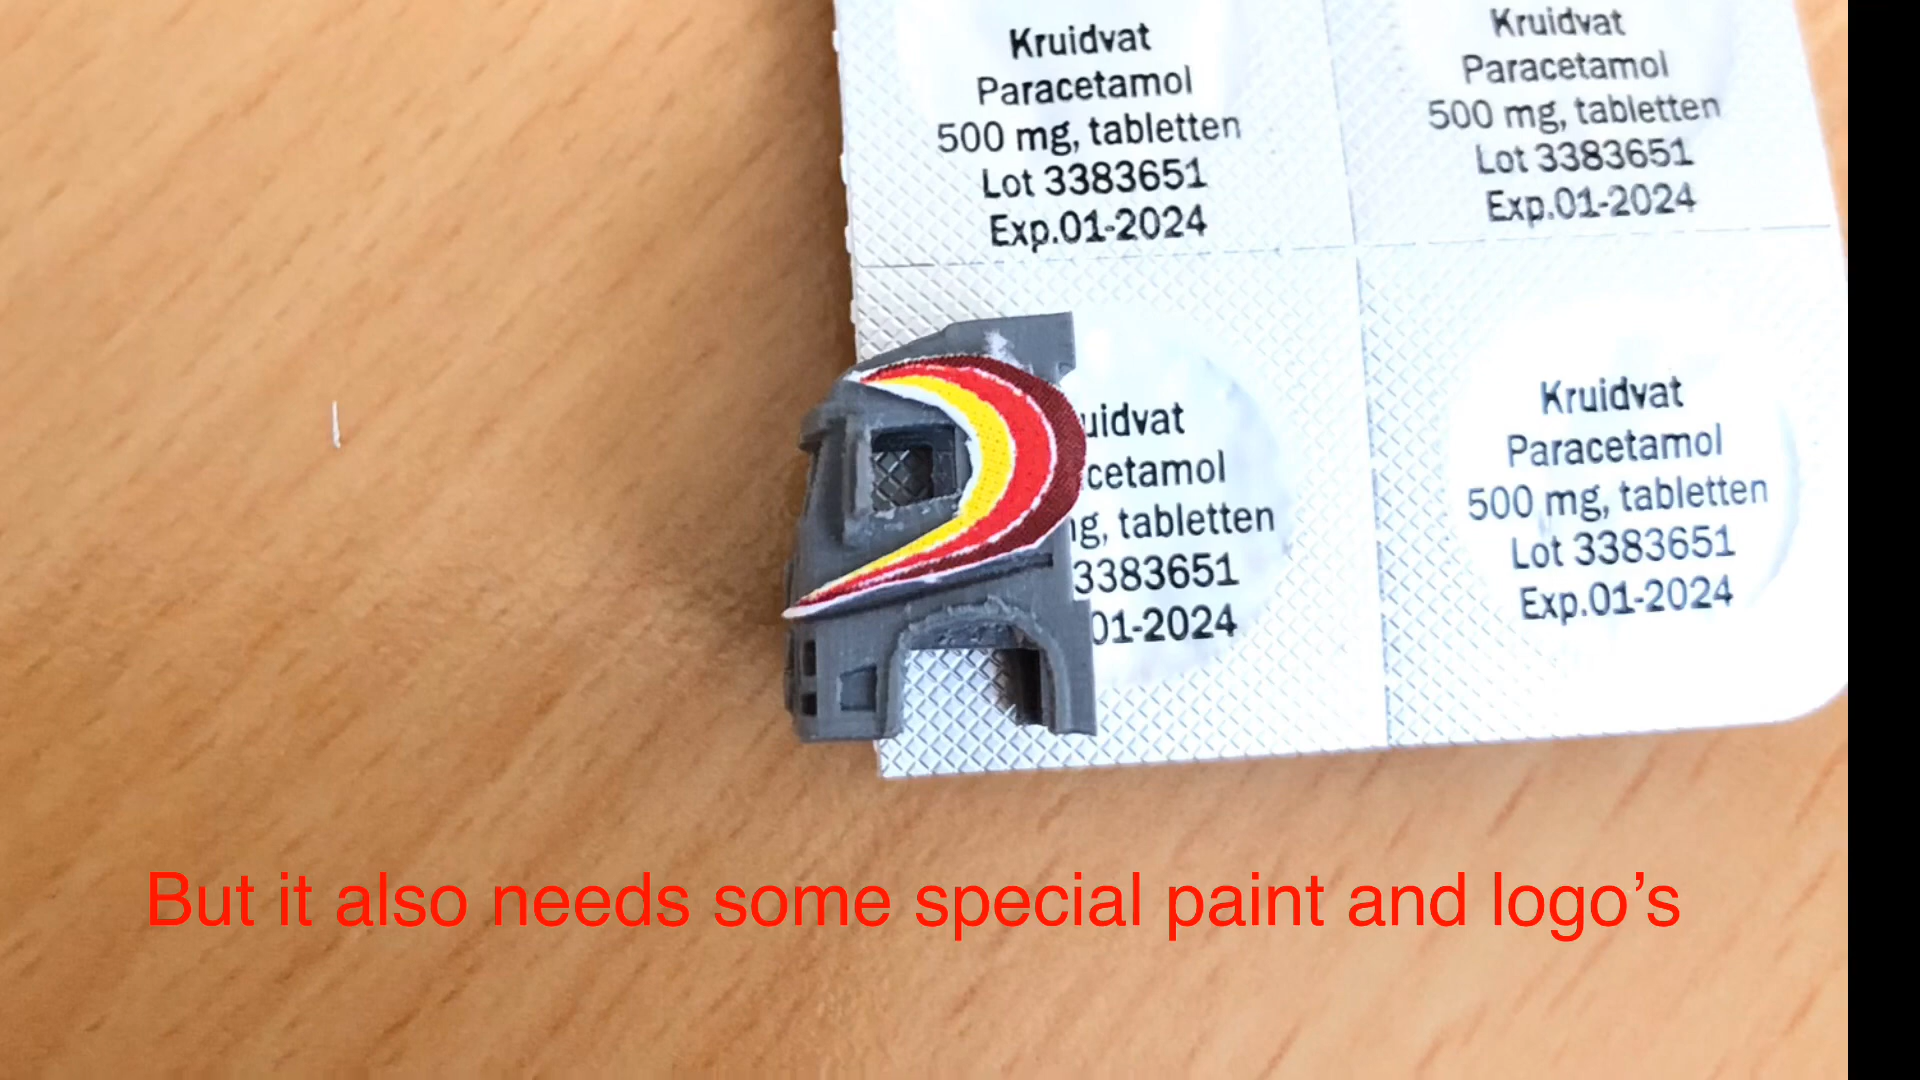 Kruidvat
Paracetamol
500 mg, tabletten
Lot 3383651
Exp.01-2024
Kruidvat
Paracetamol
500 mg, tabletten
Lot 3383651
Exp.01-2024
uidvat
cetamol
g, tabletten
3383651
01-2024
Kruidvat
Paracetamol
500 mg, tabletten
Lot 3383651
Exp.01-2024
But it also needs some special paint and logo’s